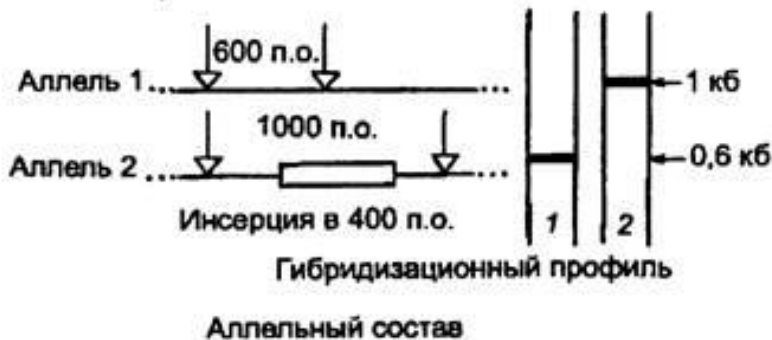 600 п.о.
Аллель 1 ... ... 1 кб
1000 п.о.
Аллель 2 ... ... 0,6 кб
Инсерция в 400 п.о. 1 2
Гибридизационный профиль
Аллельный состав